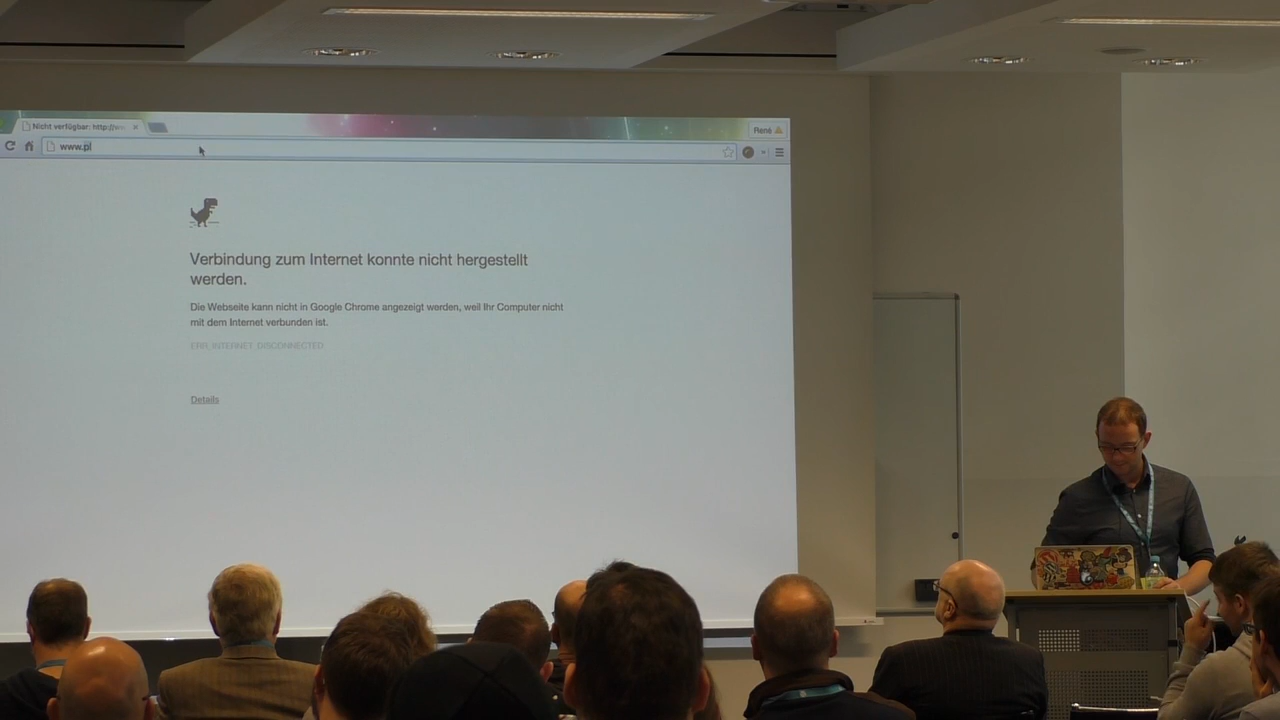 Nicht verfügbar: http://we
René
www.pl
Verbindung zum Internet konnte nicht hergestellt
werden.
Die Webseite kann nicht in Google Chrome angezeigt werden, weil Ihr Computer nicht
mit dem Internet verbunden ist.
ERR_INTERNET_DISCONNECTED
Details